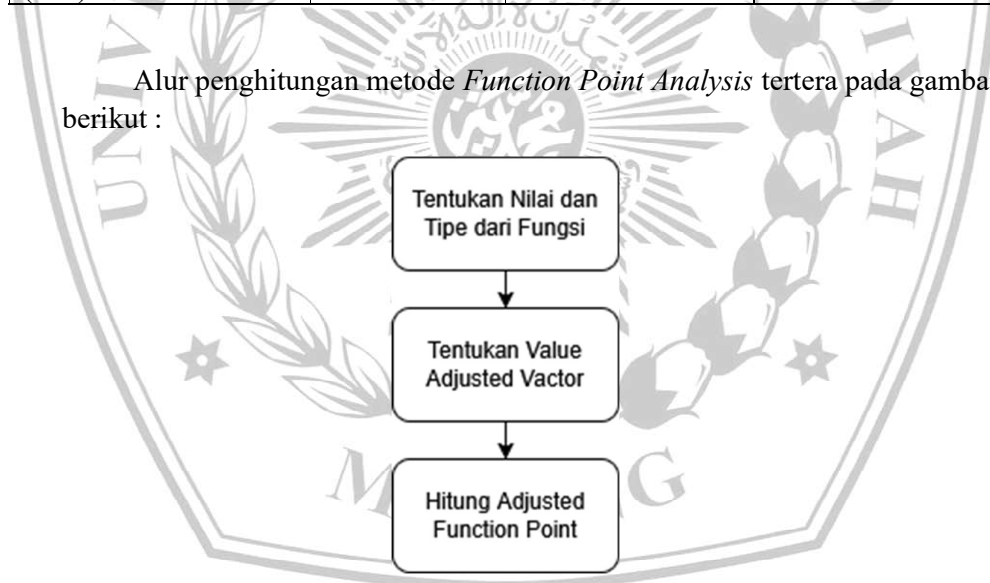 Alur penghitungan metode Function Point Analysis tertera pada gamba
berikut :
Tentukan Nilai dan
Tipe dari Fungsi
Tentukan Value
Adjusted Vactor
Hitung Adjusted
Function Point